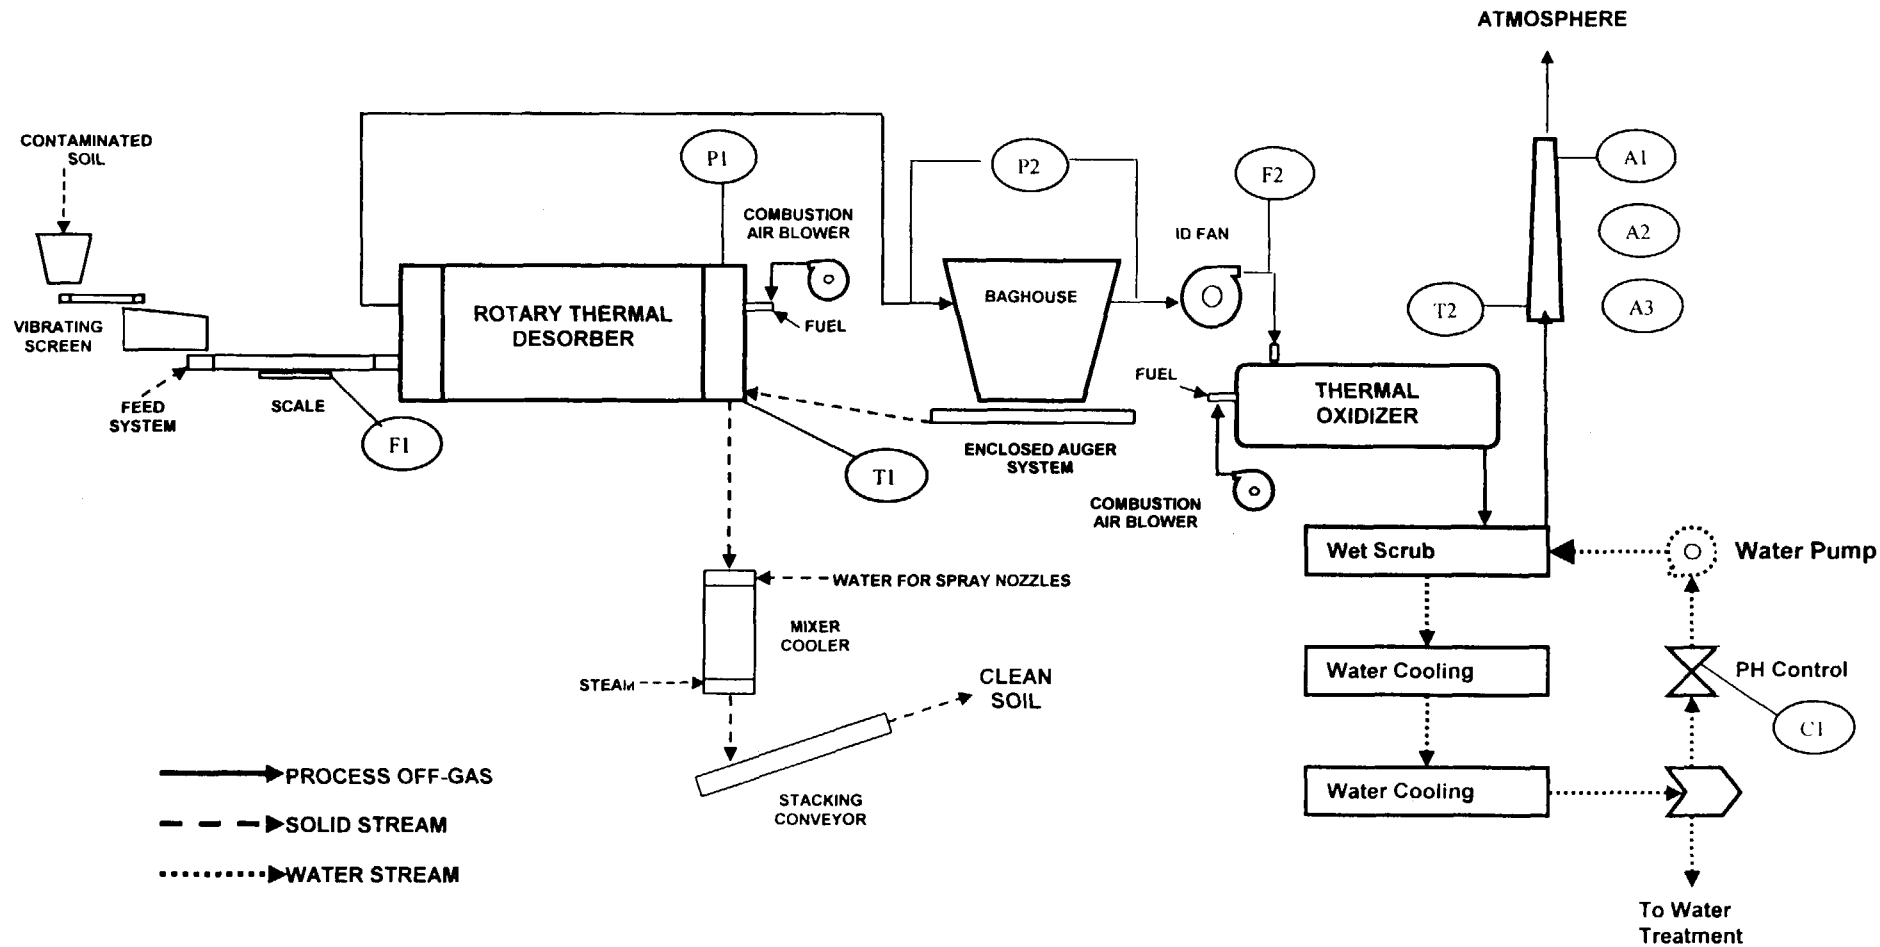 ATMOSPHERE
CONTAMINATED
SOIL
P1
P2
F2
A1
COMBUSTION
AIR BLOWER
ID FAN
A2
VIBRATING
SCREEN
ROTARY THERMAL
DESORBER
FUEL
BAGHOUSE
T2
A3
FEED
SYSTEM
SCALE
F1
T1
ENCLOSED AUGER
SYSTEM
FUEL
THERMAL
OXIDIZER
COMBUSTION
AIR BLOWER
Wet Scrub
Water Pump
WATER FOR SPRAY NOZZLES
MIXER
COOLER
STEAM
CLEAN
SOIL
Water Cooling
PH Control
C1
STACKING
CONVEYOR
Water Cooling
PROCESS OFF-GAS
SOLID STREAM
WATER STREAM
To Water
Treatment